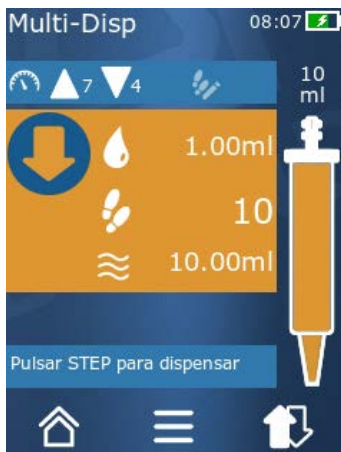 Multi-Disp 08:07
7 4
10
ml
1.00ml
10
10.00ml
Pulsar STEP para dispensar